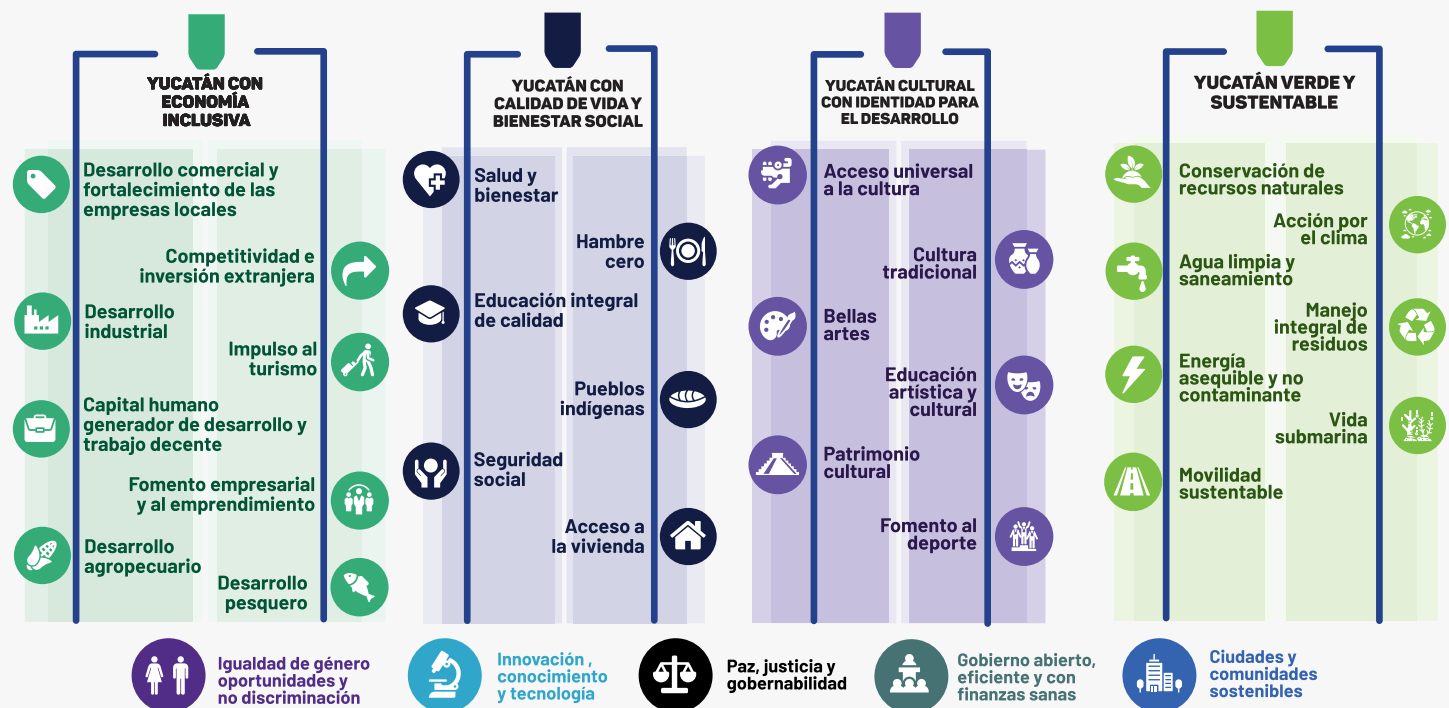 YUCATÁN CON
ECONOMÍA
INCLUSIVA
Desarrollo comercial y
fortalecimiento de las
empresas locales
Competitividad e
inversión extranjera
Desarrollo
industrial
Impulso al
turismo
Capital humano
generador de desarrollo y
trabajo decente
Fomento empresarial
y al emprendimiento
Desarrollo
agropecuario
Desarrollo
pesquero
YUCATÁN CON
CALIDAD DE VIDA Y
BIENESTAR SOCIAL
Salud y
bienestar
Hambre
cero
Educación integral
de calidad
Pueblos
indígenas
Seguridad
social
Acceso a
la vivienda
YUCATÁN CULTURAL
CON IDENTIDAD PARA
EL DESARROLLO
Acceso universal
a la cultura
Cultura
tradicional
Bellas
artes
Educación
artística y
cultural
Patrimonio
cultural
Fomento al
deporte
YUCATÁN VERDE Y
SUSTENTABLE
Conservación de
recursos naturales
Acción por
el clima
Agua limpia y
saneamiento
Manejo
integral de
residuos
Energía
asequible y no
contaminante
Vida
submarina
Movilidad
sustentable
Igualdad de género
oportunidades y
no discriminación
Innovación ,
conocimiento
y tecnología
Paz, justicia y
gobernabilidad
Gobierno abierto,
eficiente y con
finanzas sanas
Ciudades y
comunidades
sostenibles